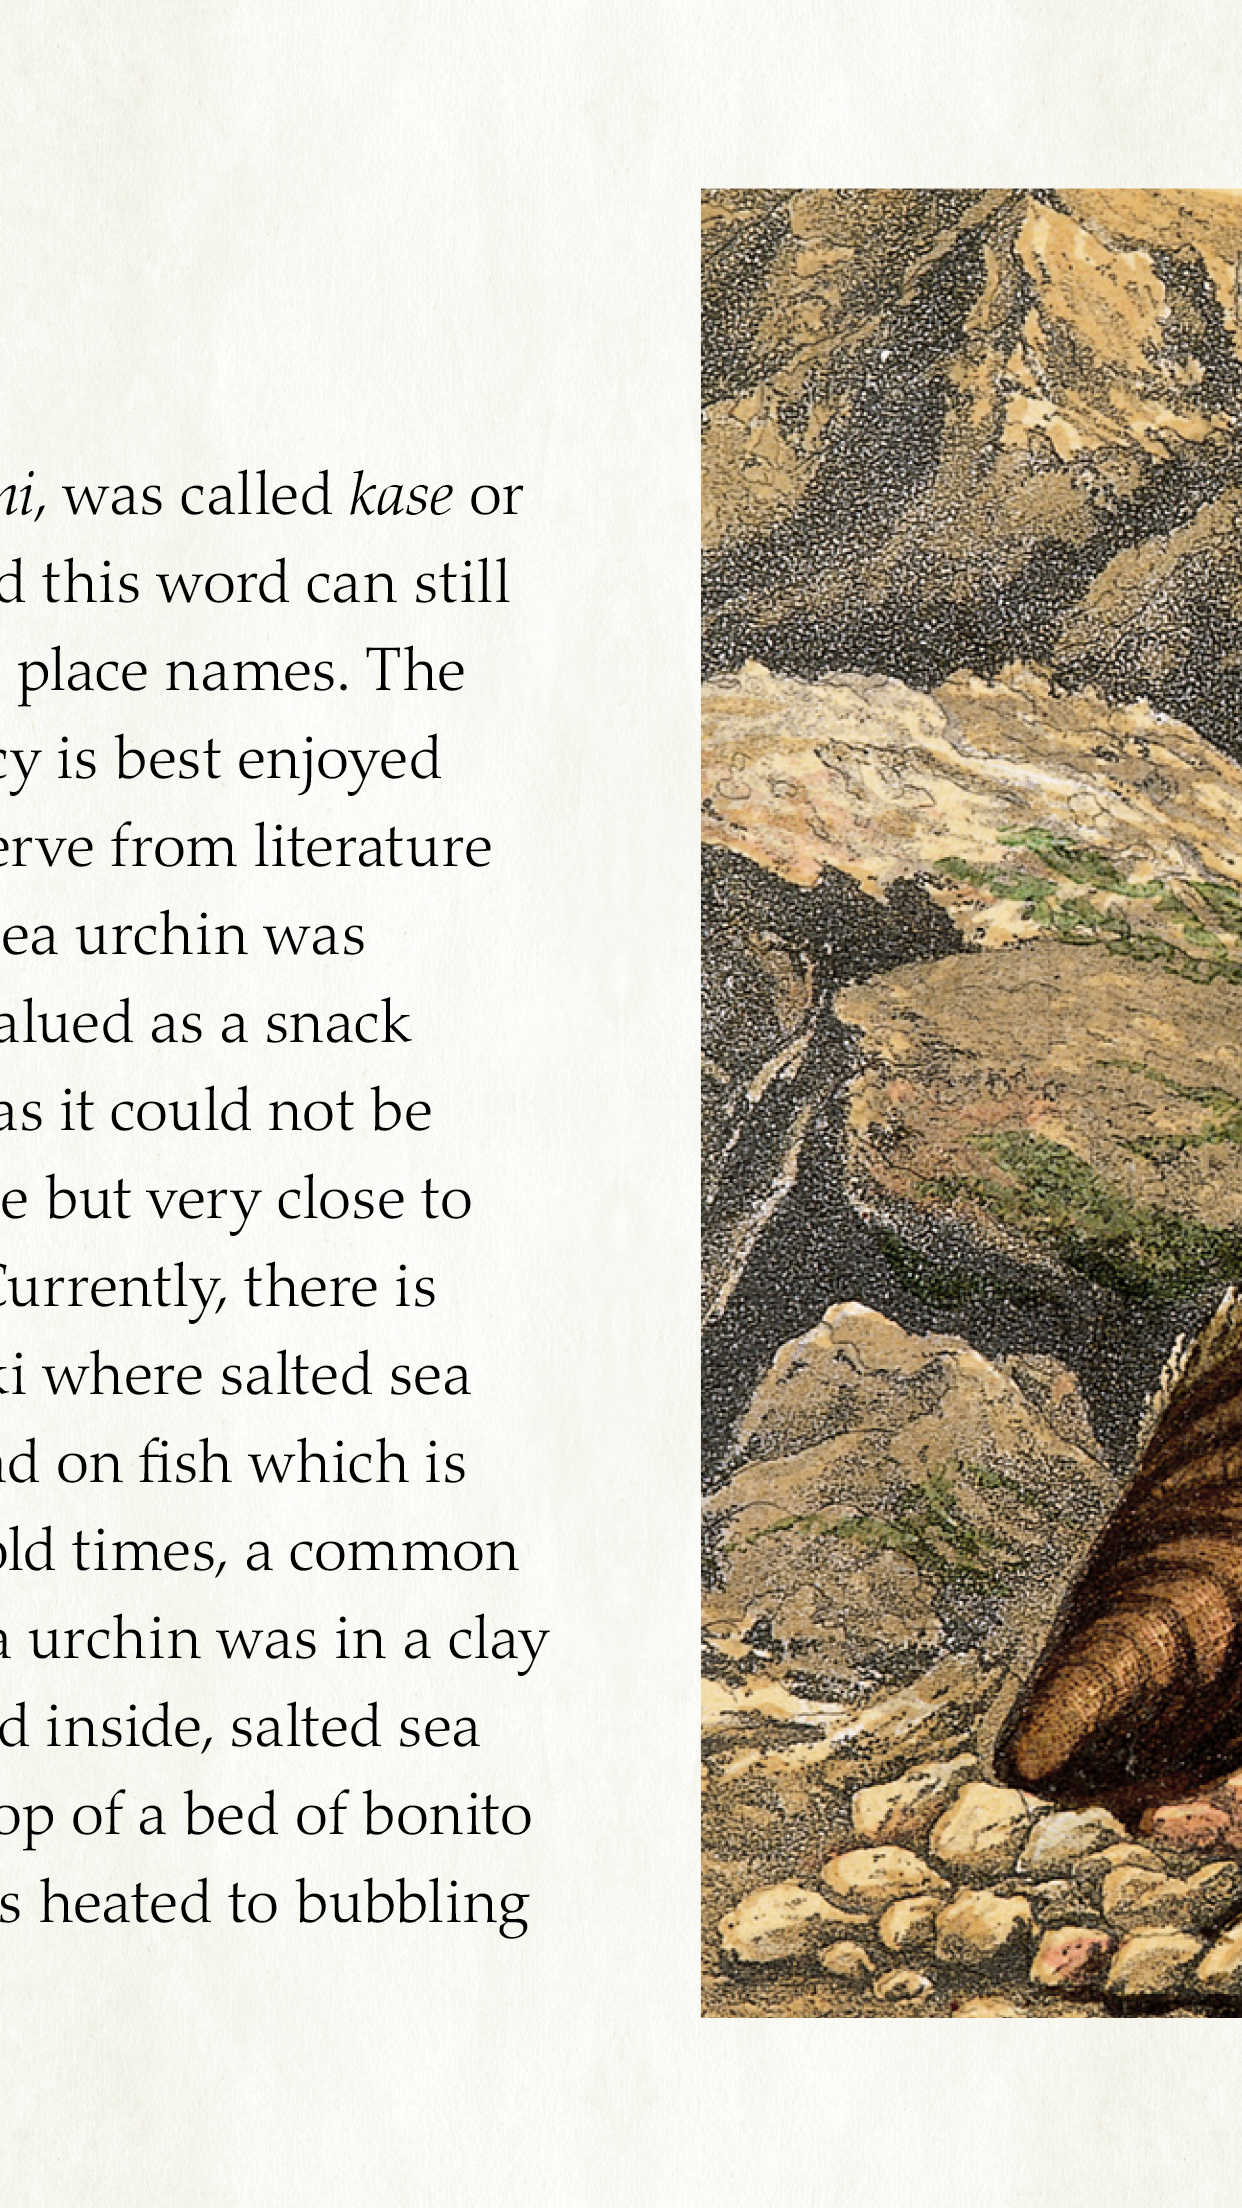 ni, was called kase or
d this word can still
place names. The
cy is best enjoyed
erve from literature
ea urchin was
alued as a snack
as it could not be
e but very close to
Currently, there is
ki where salted sea
nd on fish which is
old times, a common
a urchin was in a clay
d inside, salted sea
op of a bed of bonito
s heated to bubbling